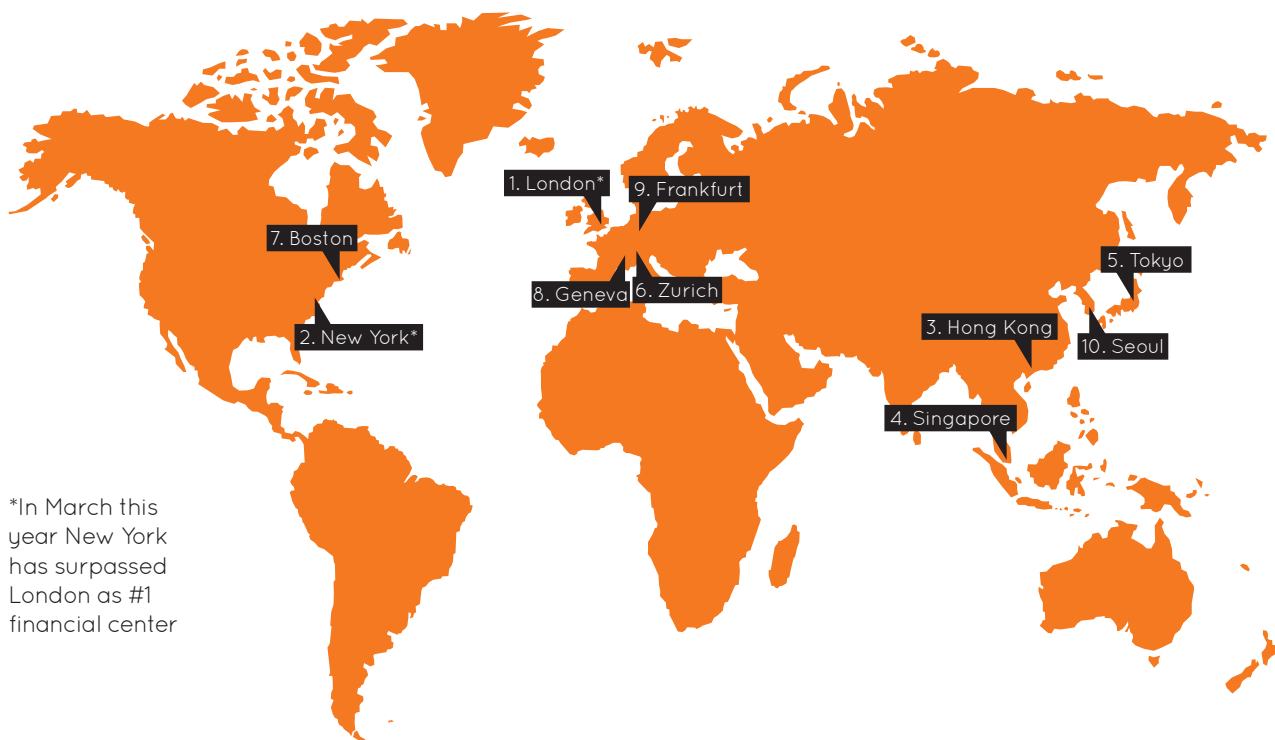 1. London*
9. Frankfurt
7. Boston
5. Tokyo
8. Geneva
6. Zurich
2. New York*
3. Hong Kong
10. Seoul
4. Singapore
*In March this
year New York
has surpassed
London as #1
financial center